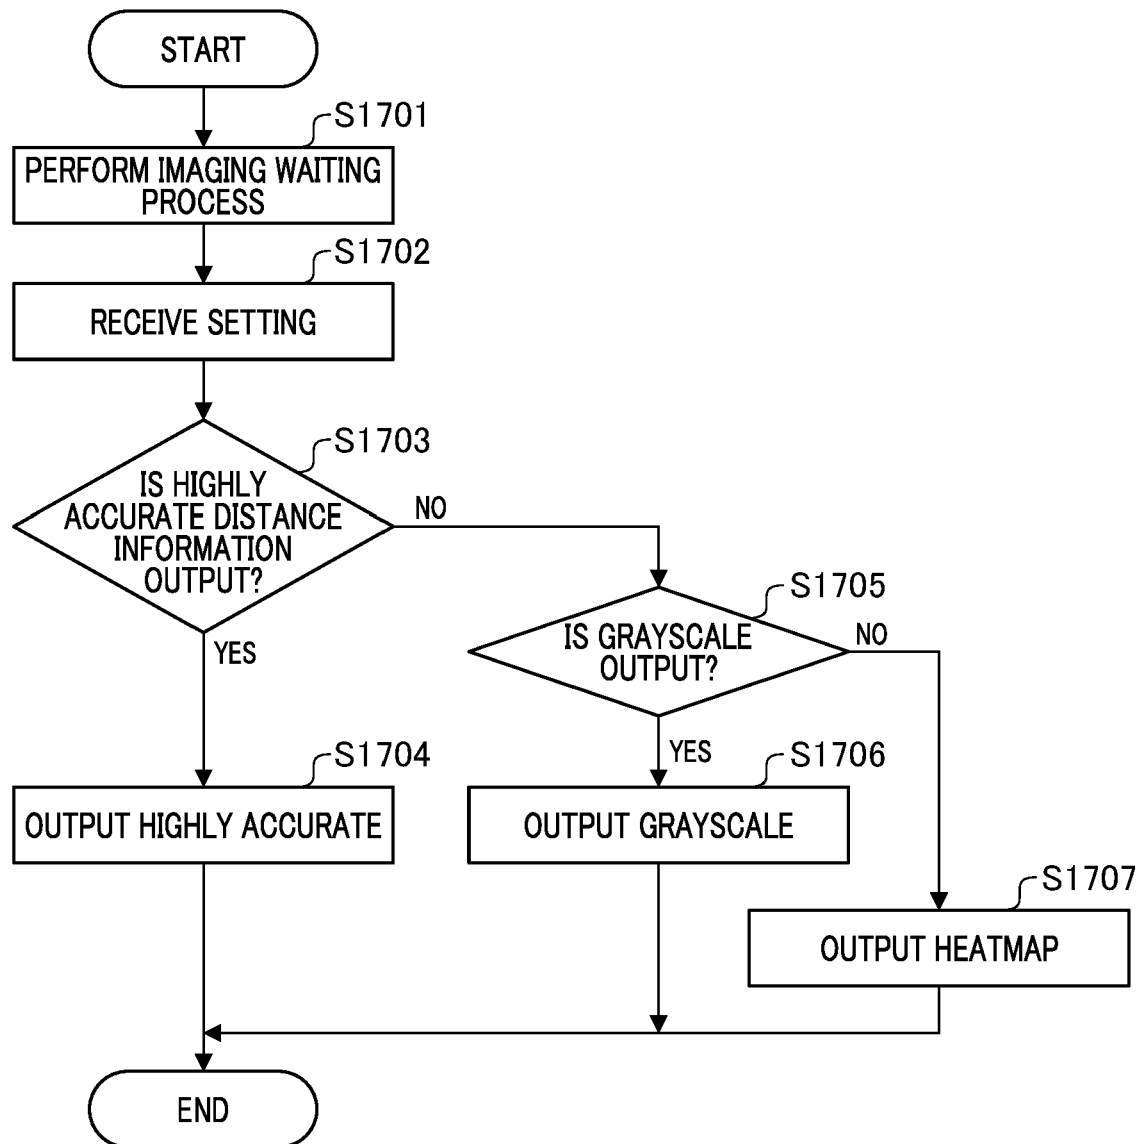 START
S1701
PERFORM IMAGING WAITING
PROCESS
S1702
RECEIVE SETTING
S1703
IS HIGHLY
ACCURATE DISTANCE
INFORMATION
OUTPUT?
NO
YES
S1705
IS GRAYSCALE
OUTPUT?
NO
YES
S1704
OUTPUT HIGHLY ACCURATE
S1706
OUTPUT GRAYSCALE
S1707
OUTPUT HEATMAP
END